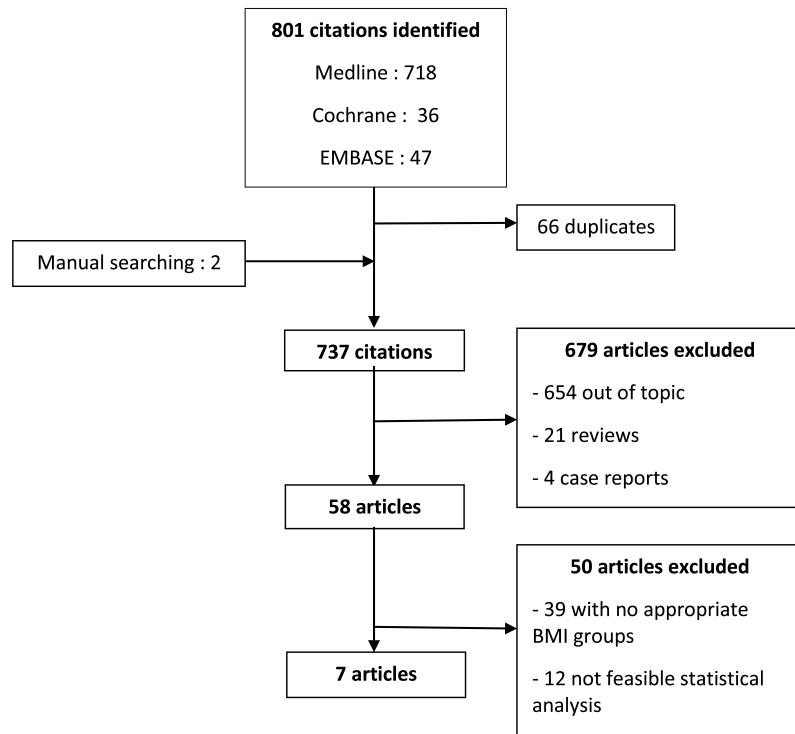 801 citations identified
Medline : 718
Cochrane : 36
EMBASE : 47
66 duplicates
Manual searching : 2
737 citations
679 articles excluded
- 654 out of topic
- 21 reviews
- 4 case reports
58 articles
50 articles excluded
- 39 with no appropriate
BMI groups
- 12 not feasible statistical
analysis
7 articles